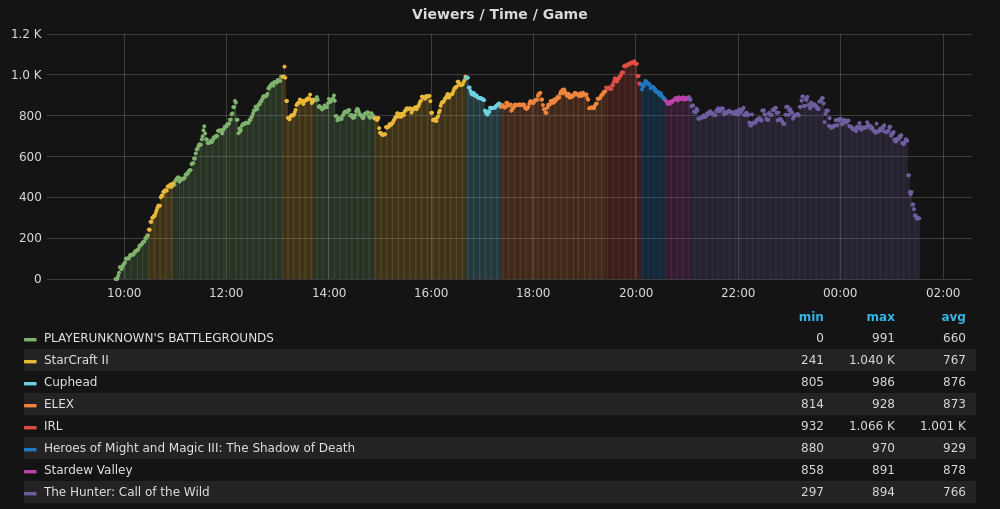 Viewers / Time / Game
1.2 K
1.0 K
800
600
400
200
0
10:00 12:00 14:00 16:00 18:00 20:00 22:00 00:00 02:00
min max avg
PLAYERUNKNOWN'S BATTLEGROUNDS 0 991 660
StarCraft II 241 1.040 K 767
Cuphead 805 986 876
ELEX 814 928 873
IRL 932 1.066 K 1.001 K
Heroes of Might and Magic III: The Shadow of Death 880 970 929
Stardew Valley 858 891 878
The Hunter: Call of the Wild 297 894 766